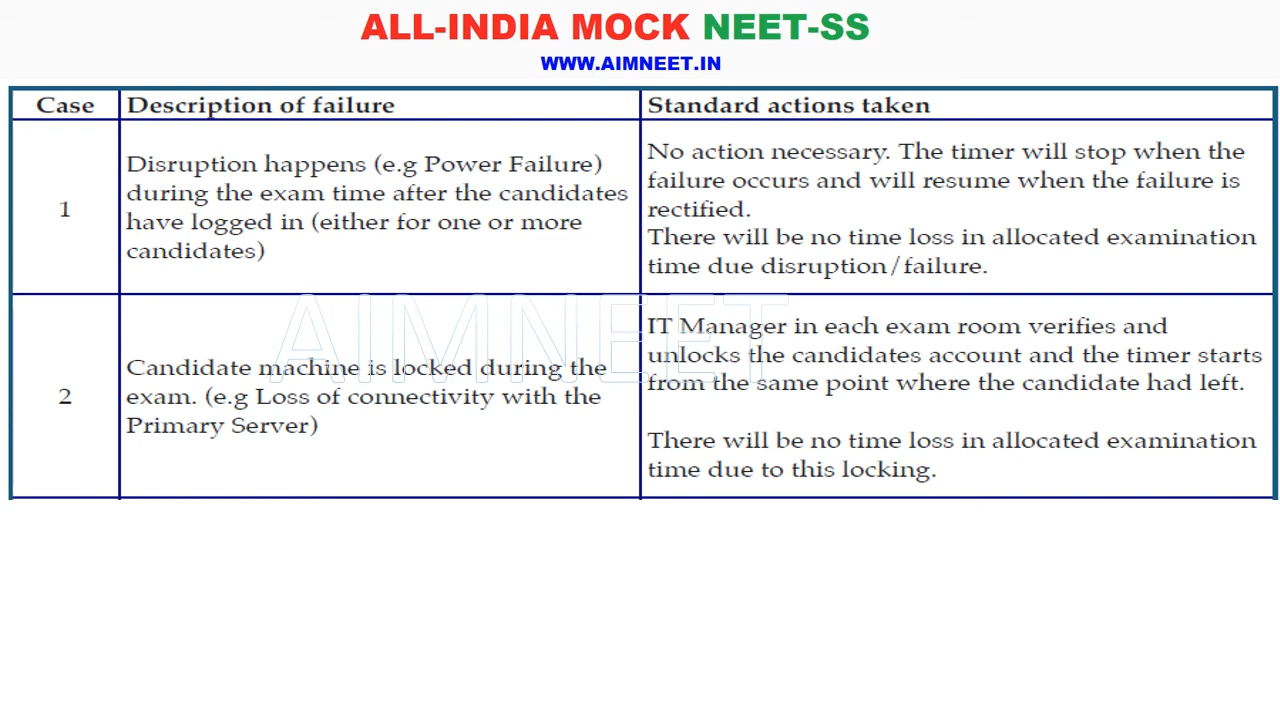 ALL-INDIA MOCK NEET-SS
WWW.AIMNEET.IN
Case Description of failure Standard actions taken
1
Disruption happens (e.g Power Failure)
during the exam time after the candidates
have logged in (either for one or more
candidates)
No action necessary. The timer will stop when the
failure occurs and will resume when the failure is
rectified.
There will be no time loss in allocated examination
time due disruption/failure.
AIMNEET
2
Candidate machine is locked during the
exam. (e.g Loss of connectivity with the
Primary Server)
IT Manager in each exam room verifies and
unlocks the candidates account and the timer starts
from the same point where the candidate had left.
There will be no time loss in allocated examination
time due to this locking.